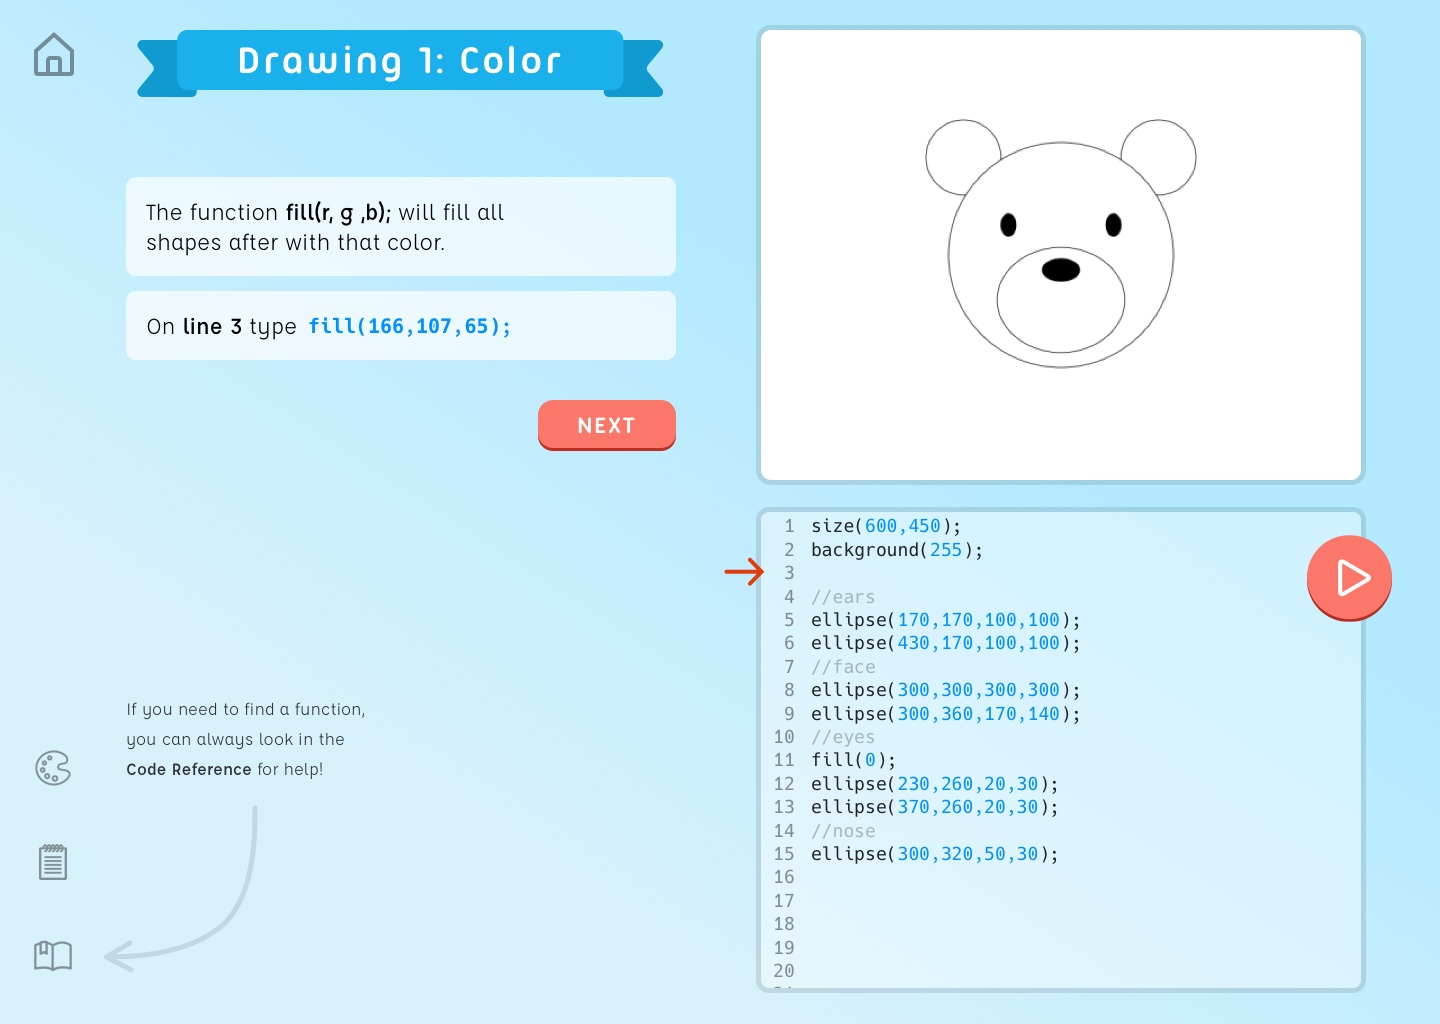 Drawing 1: Color
The function fill(r, g ,b); will fill all
shapes after with that color.
On line 3 type fill(166,107,65);
NEXT
If you need to find a function,
you can always look in the
Code Reference for help!
1 size(600,450);
2 background(255);
3
4 //ears
5 ellipse(170,170,100,100);
6 ellipse(430,170,100,100);
7 //face
8 ellipse(300,300,300,300);
9 ellipse(300,360,170,140);
10 //eyes
11 fill(0);
12 ellipse(230,260,20,30);
13 ellipse(370,260,20,30);
14 //nose
15 ellipse(300,320,50,30);
16
17
18
19
20